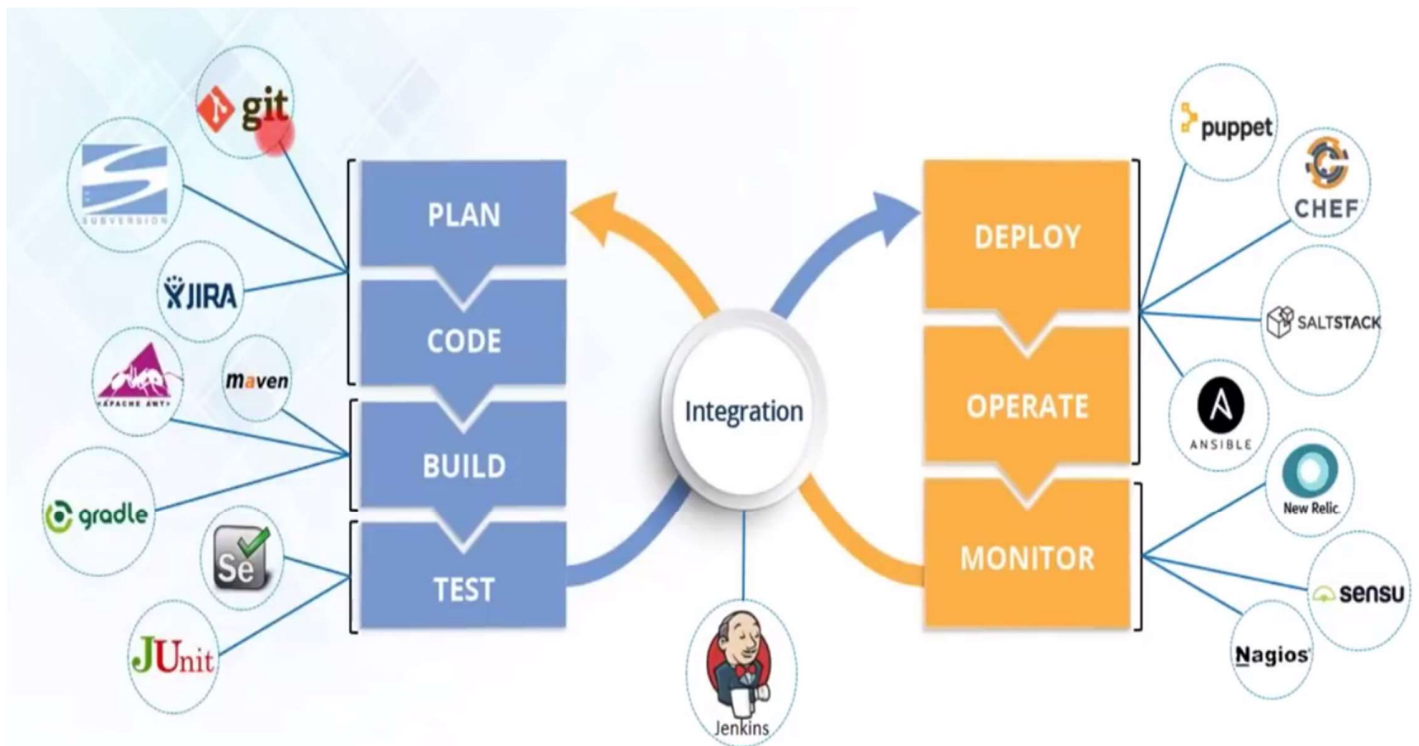 git
SUBVERSION
JIRA
APACHE ANT
maven
gradle
Se
JUnit
PLAN
CODE
BUILD
TEST
Integration
Jenkins
DEPLOY
OPERATE
MONITOR
puppet
CHEF
SALTSTACK
ANSIBLE
New Relic.
sensu
Nagios®